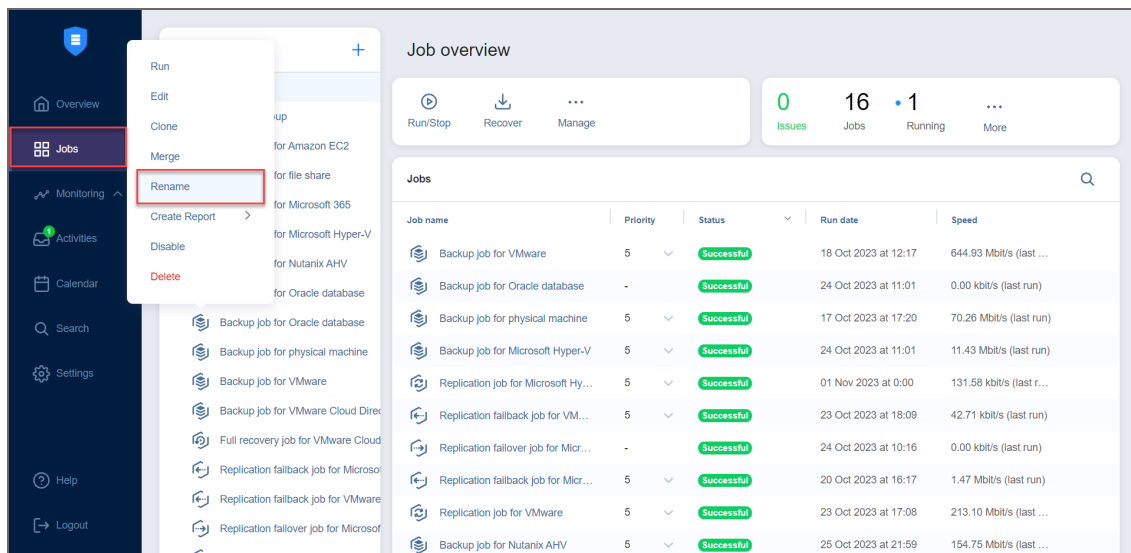 Overview
Jobs
Monitoring
1
Activities
Calendar
Search
Settings
Help
Logout
Run
Edit
Clone
Merge
Rename
Create Report
Disable
Delete
+
up
for Amazon EC2
for file share
for Microsoft 365
for Microsoft Hyper-V
for Nutanix AHV
for Oracle database
Backup job for Oracle database
Backup job for physical machine
Backup job for VMware
Backup job for VMware Cloud Direc
Full recovery job for VMware Cloud
Replication failback job for Microsof
Replication failback job for VMware
Replication failover job for Microsof
Job overview
Run/Stop Recover Manage
0 16 1
Issues Jobs Running More
Jobs
Job name Priority Status Run date Speed
Backup job for VMware 5 Successful 18 Oct 2023 at 12:17 644.93 Mbit/s (last ...
Backup job for Oracle database - Successful 24 Oct 2023 at 11:01 0.00 kbit/s (last run)
Backup job for physical machine 5 Successful 17 Oct 2023 at 17:20 70.26 Mbit/s (last run)
Backup job for Microsoft Hyper-V 5 Successful 24 Oct 2023 at 11:01 11.43 Mbit/s (last run)
Replication job for Microsoft Hy... 5 Successful 01 Nov 2023 at 0:00 131.58 kbit/s (last r...
Replication failback job for VM... 5 Successful 23 Oct 2023 at 18:09 42.71 kbit/s (last run)
Replication failover job for Micr... - Successful 24 Oct 2023 at 10:16 0.00 kbit/s (last run)
Replication failback job for Micr... 5 Successful 20 Oct 2023 at 16:17 1.47 Mbit/s (last run)
Replication job for VMware 5 Successful 23 Oct 2023 at 17:08 213.10 Mbit/s (last ...
Backup job for Nutanix AHV 5 Successful 25 Oct 2023 at 21:59 154.75 Mbit/s (last ...